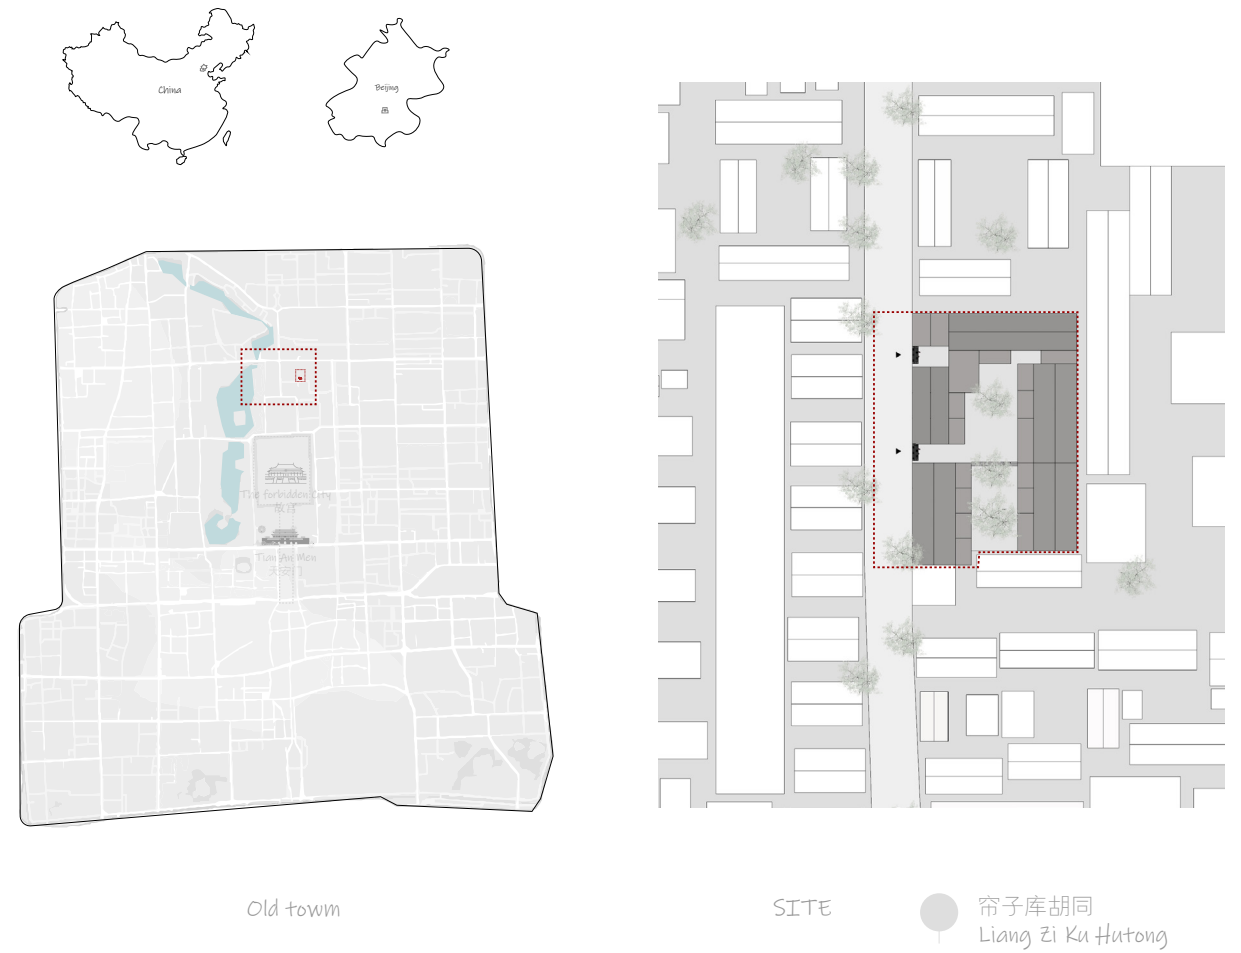 China
Beijing
The forbidden City
故宫
Tian An Men
天安门
Old towm
SITE
帘子库胡同
Liang Zi Ku Hutong